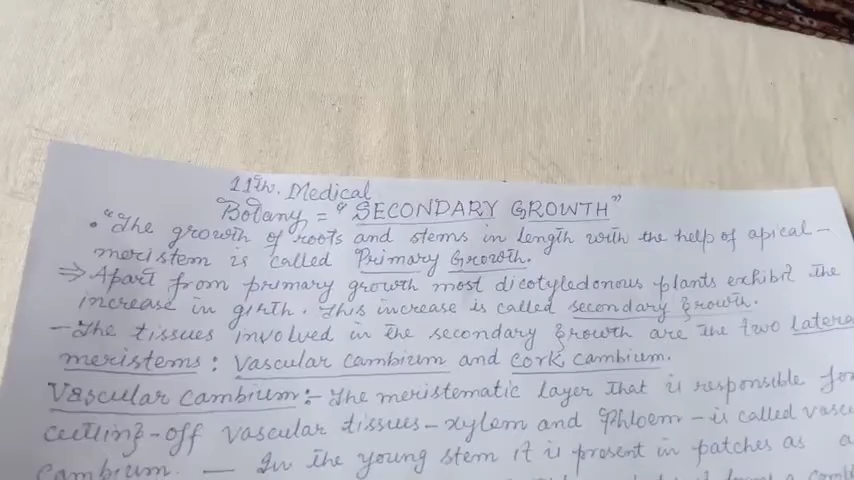 11th. Medical
Botany = "SECONDARY GROWTH"
• "The growth of roots and stems in length with the help of apical-
meristem is called Primary Growth.
⇒ Apart from primary growth most dicotyledonous plants exhibit the
increase in girth. This increase is called secondary Growth.
- The tissues involved in the secondary Growth are the two latera
meristems: Vascular cambium and cork cambium.
Vascular cambium:- The meristematic layer that is responsible for
cutting-off vascular tissues - xylem and Phloem - is called vascu
cambium. — In the young stem it is present in patches as a